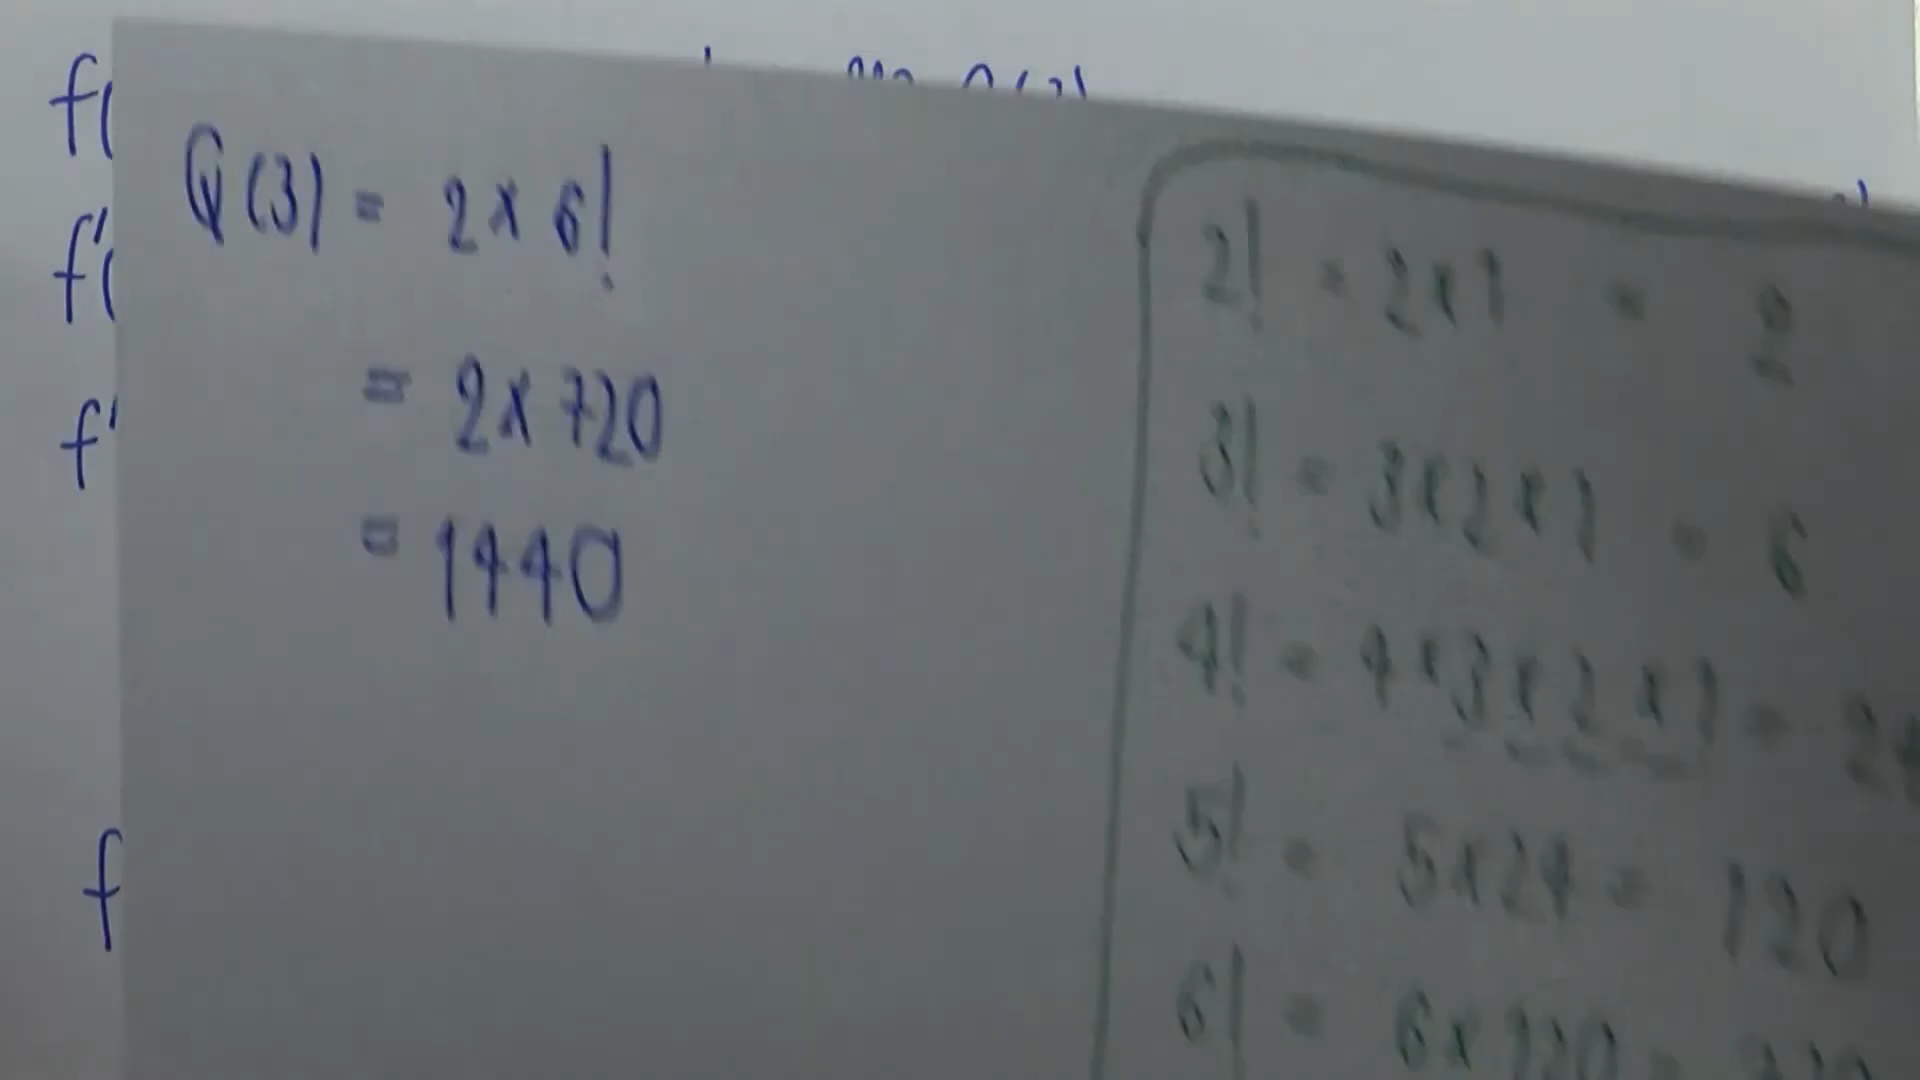 Q(3) = 2 x 6!
= 2 x 720
= 1440
2! = 2x1 = 2
3! = 3x2x1 = 6
4! = 4x3x2x1 = 24
5! = 5x24 = 120
6! = 6x120 =
f(
f'(
f'
f